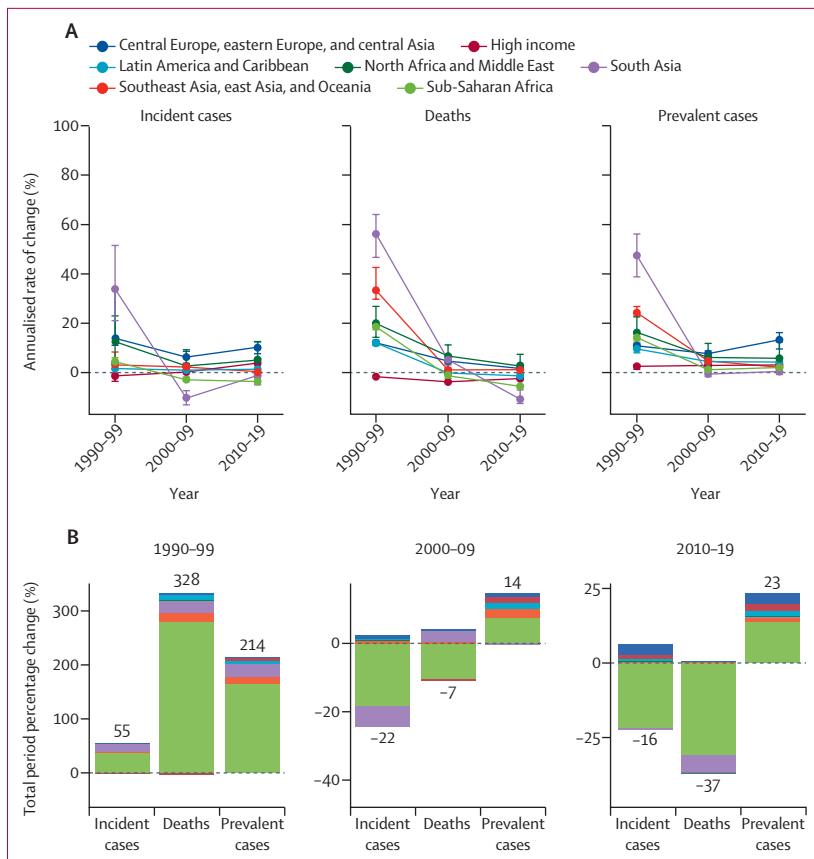 A
Central Europe, eastern Europe, and central Asia High income
Latin America and Caribbean North Africa and Middle East South Asia
Southeast Asia, east Asia, and Oceania Sub-Saharan Africa
Incident cases Deaths Prevalent cases
Annualised rate of change (%)
100
80
60
40
20
0
1990–99 2000–09 2010–19 1990–99 2000–09 2010–19 1990–99 2000–09 2010–19
Year Year Year
B
1990–99 2000–09 2010–19
Total period percentage change (%)
300
200
100
0
55
328
214
0
−20
−40
−22
−7
14
25
0
−25
−16
−37
23
Incident cases Deaths Prevalent cases Incident cases Deaths Prevalent cases Incident cases Deaths Prevalent cases